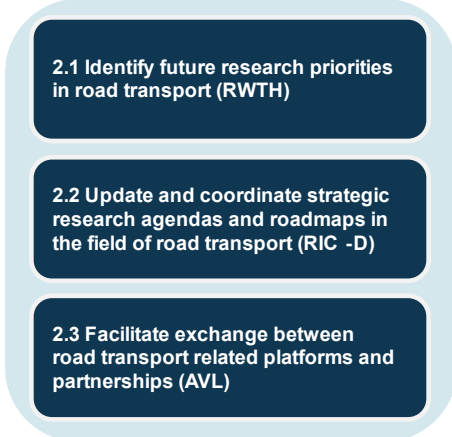 2.1 Identify future research priorities
in road transport (RWTH)
2.2 Update and coordinate strategic
research agendas and roadmaps in
the field of road transport (RIC -D)
2.3 Facilitate exchange between
road transport related platforms and
partnerships (AVL)